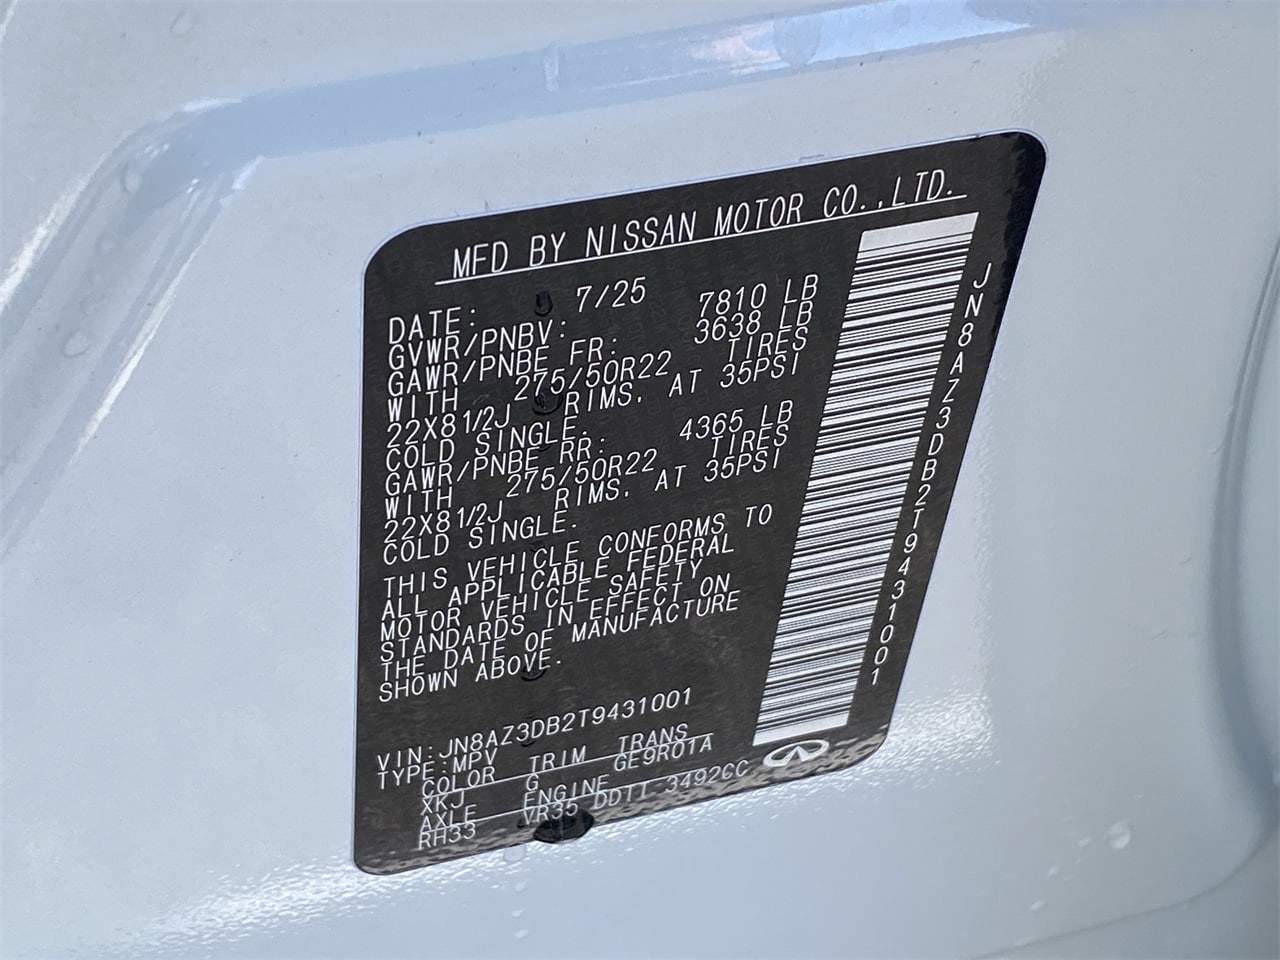 MFD BY NISSAN MOTOR CO.,LTD.
DATE: 7/25
GVWR/PNBV: 7810 LB
GAWR/PNBE FR: 3638 LB
WITH 275/50R22 TIRES
22X8 1/2J RIMS, AT 35PSI
COLD SINGLE.
GAWR/PNBE RR: 4365 LB
WITH 275/50R22 TIRES
22X8 1/2J RIMS, AT 35PSI
COLD SINGLE.
THIS VEHICLE CONFORMS TO
ALL APPLICABLE FEDERAL
MOTOR VEHICLE SAFETY
STANDARDS IN EFFECT ON
THE DATE OF MANUFACTURE
SHOWN ABOVE.
VIN: JN8AZ3DB2T9431001
TYPE: MPV
COLOR TRIM TRANS
XKJ G GE9R01A
AXLE ENGINE
RH33 VR35 DDTT 3492CC
JN8AZ3DB2T9431001